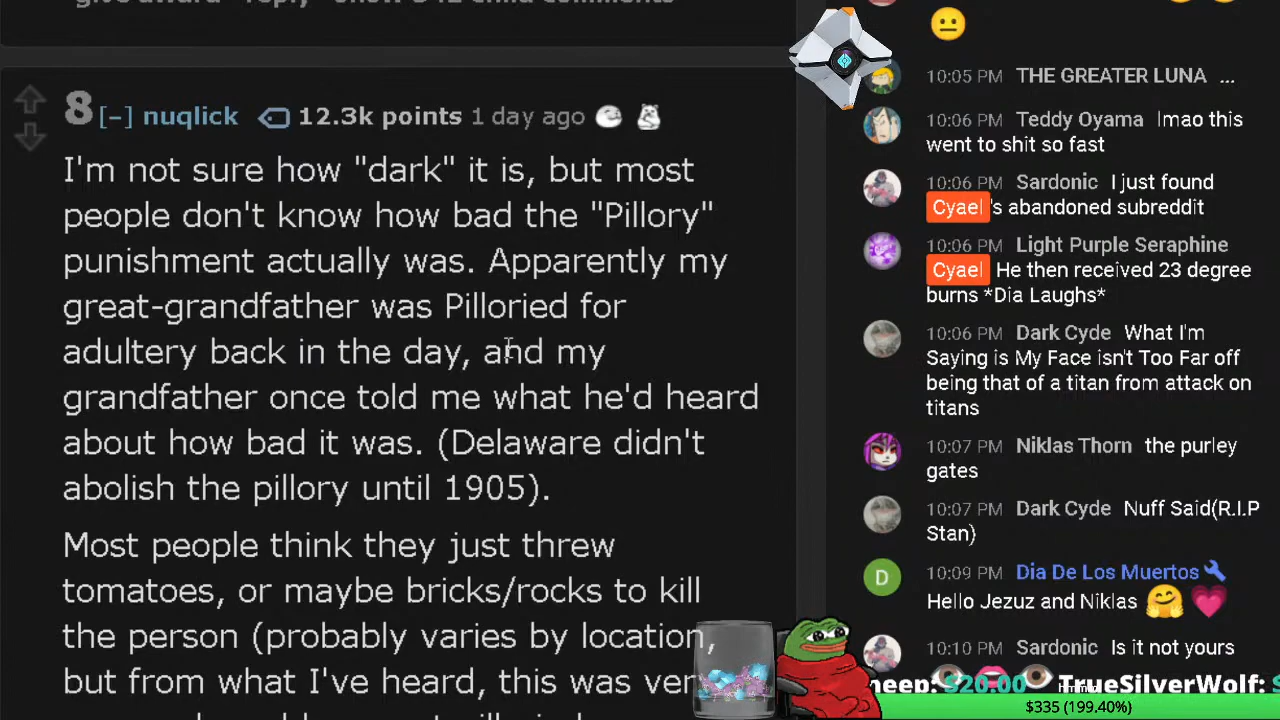 8 [-] nuqlick 12.3k points 1 day ago
I'm not sure how "dark" it is, but most
people don't know how bad the "Pillory"
punishment actually was. Apparently my
great-grandfather was Pilloried for
adultery back in the day, and my
grandfather once told me what he'd heard
about how bad it was. (Delaware didn't
abolish the pillory until 1905).
Most people think they just threw
tomatoes, or maybe bricks/rocks to kill
the person (probably varies by location,
but from what I've heard, this was very
10:05 PM THE GREATER LUNA ...
10:06 PM Teddy Oyama lmao this
went to shit so fast
10:06 PM Sardonic I just found
Cyael's abandoned subreddit
10:06 PM Light Purple Seraphine
Cyael He then received 23 degree
burns *Dia Laughs*
10:06 PM Dark Cyde What I'm
Saying is My Face isn't Too Far off
being that of a titan from attack on
titans
10:07 PM Niklas Thorn the purley
gates
10:07 PM Dark Cyde Nuff Said(R.I.P
Stan)
D
10:09 PM Dia De Los Muertos
Hello Jezuz and Niklas
10:10 PM Sardonic Is it not yours
$20.00 TrueSilverWolf:
$335 (199.40%)